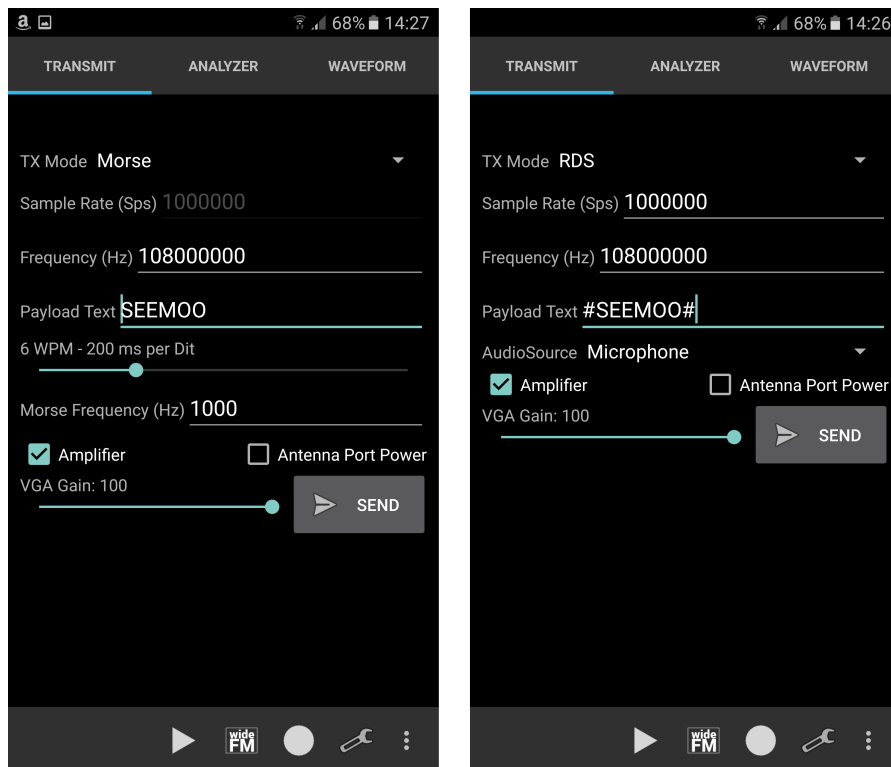 68% 14:27
TRANSMIT ANALYZER WAVEFORM
TX Mode Morse
Sample Rate (Sps) 1000000
Frequency (Hz) 108000000
Payload Text SEEMOO
6 WPM - 200 ms per Dit
Morse Frequency (Hz) 1000
Amplifier Antenna Port Power
VGA Gain: 100
SEND
wide
FM
68% 14:26
TRANSMIT ANALYZER WAVEFORM
TX Mode RDS
Sample Rate (Sps) 1000000
Frequency (Hz) 108000000
Payload Text #SEEMOO#
AudioSource Microphone
Amplifier Antenna Port Power
VGA Gain: 100
SEND
wide
FM